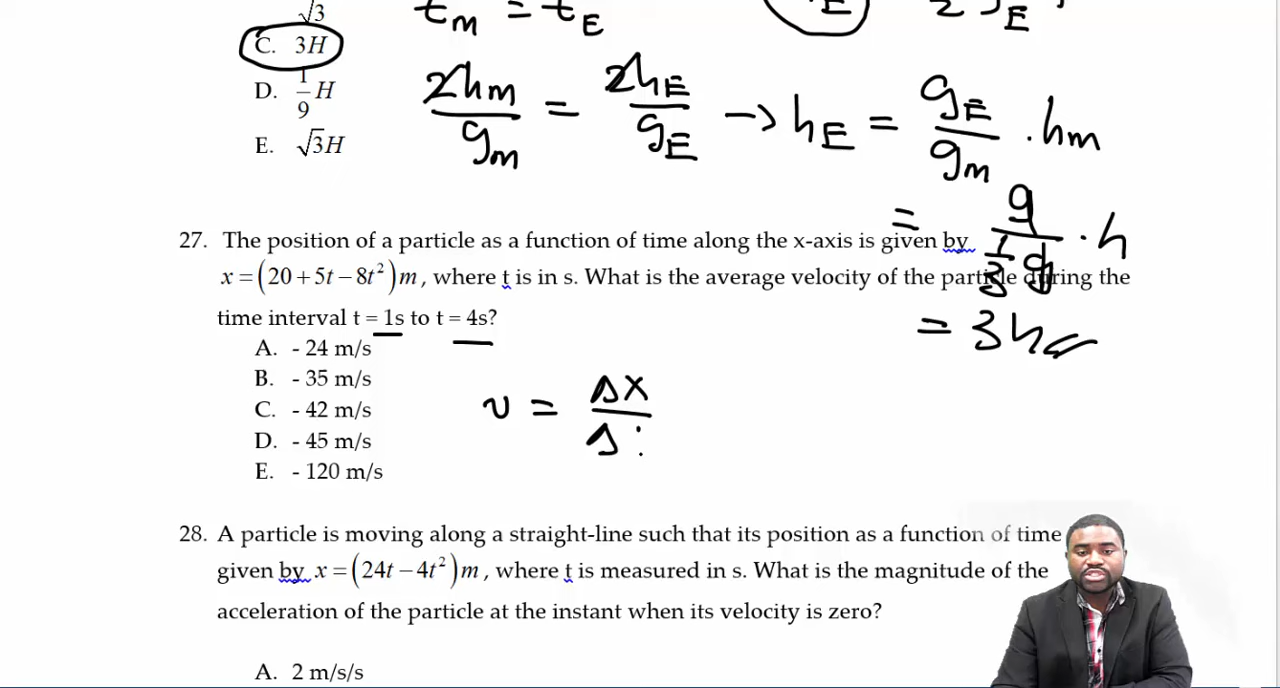 √3
t_m = t_E
E 2 g_E
C. 3H
D. 1/9 H
E. √3H
2h_m/g_m = 2h_E/g_E → h_E = g_E/g_m · h_m
= g/(1/3 g) · h
= 3h
27. The position of a particle as a function of time along the x-axis is given by
x = (20 + 5t − 8t²) m, where t is in s. What is the average velocity of the particle during the
time interval t = 1s to t = 4s?
A. - 24 m/s
B. - 35 m/s
C. - 42 m/s
D. - 45 m/s
E. - 120 m/s
v = Δx/Δ
28. A particle is moving along a straight-line such that its position as a function of time
given by x = (24t − 4t²) m, where t is measured in s. What is the magnitude of the
acceleration of the particle at the instant when its velocity is zero?
A. 2 m/s/s